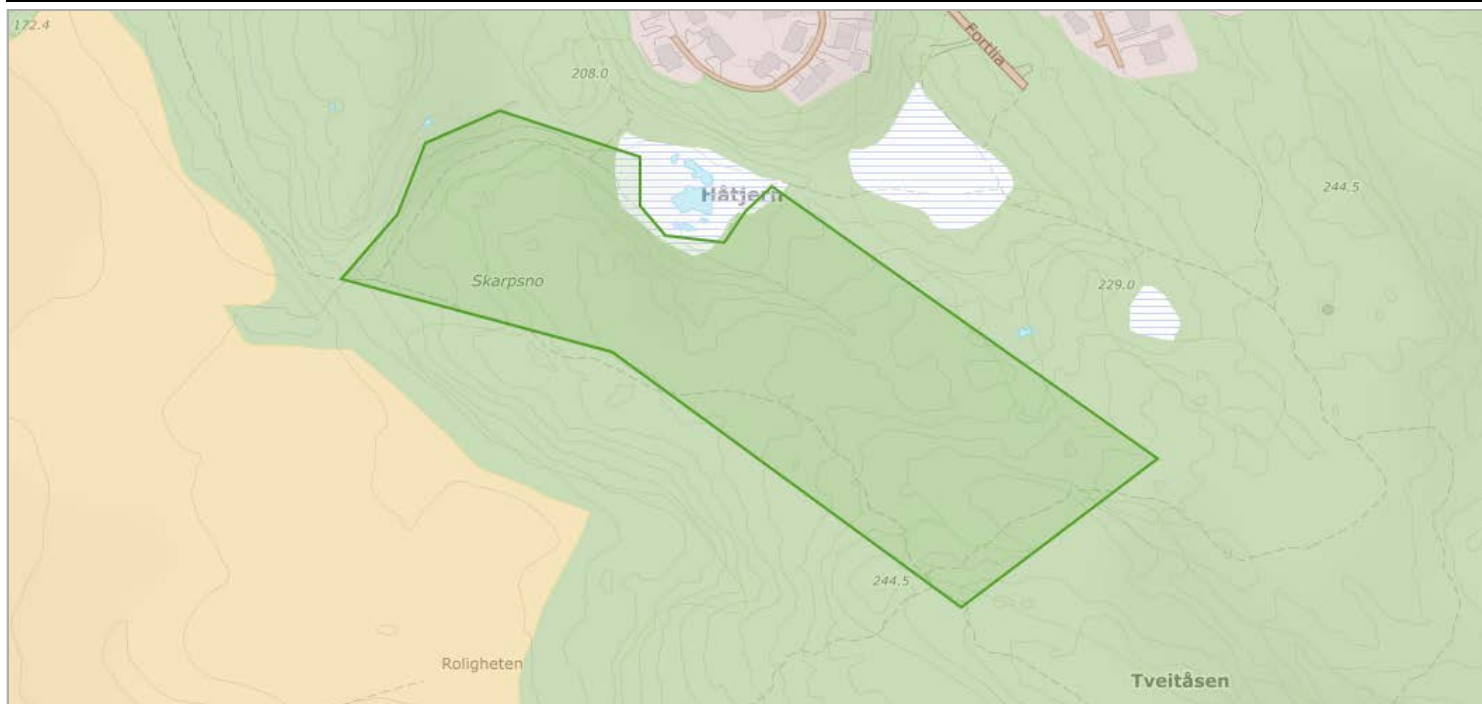 172.4
Fortlia
208.0
244.5
Håtjern
Skarpsno
229.0
244.5
Roligheten
Tveitåsen